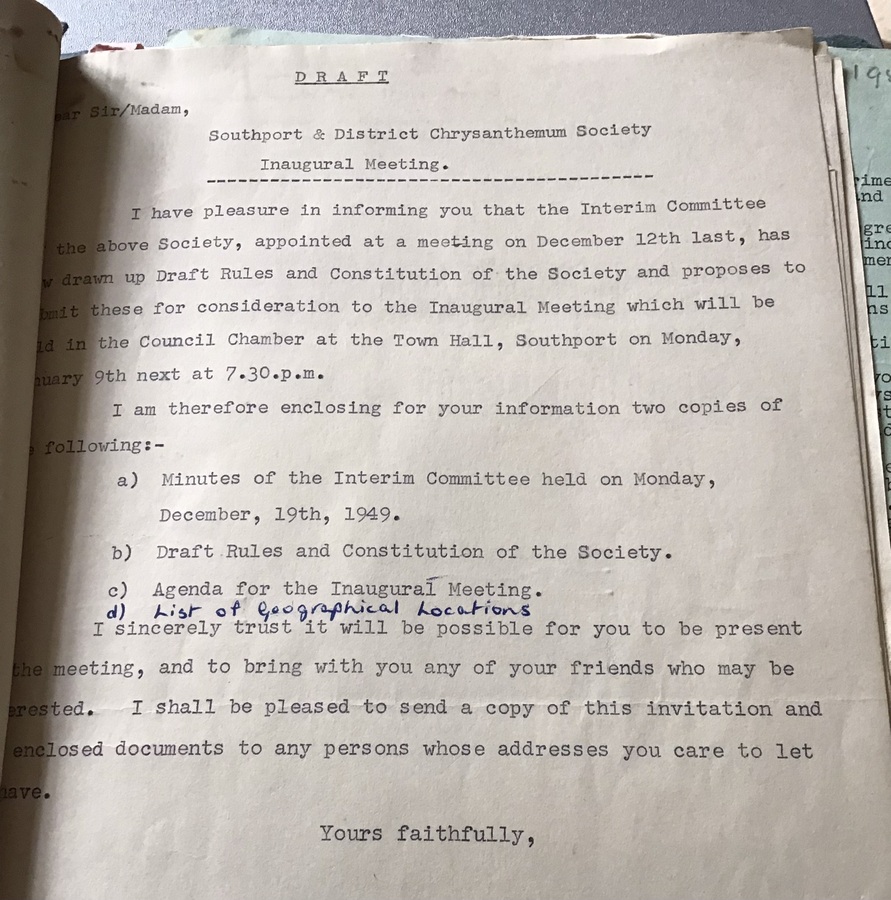 D R A F T
Sir/Madam,
Southport & District Chrysanthemum Society
Inaugural Meeting.
I have pleasure in informing you that the Interim Committee
the above Society, appointed at a meeting on December 12th last, has
drawn up Draft Rules and Constitution of the Society and proposes to
these for consideration to the Inaugural Meeting which will be
in the Council Chamber at the Town Hall, Southport on Monday,
9th next at 7.30.p.m.
I am therefore enclosing for your information two copies of
following:-
a) Minutes of the Interim Committee held on Monday,
December, 19th, 1949.
b) Draft Rules and Constitution of the Society.
c) Agenda for the Inaugural Meeting.
d) List of Geographical Locations
I sincerely trust it will be possible for you to be present
the meeting, and to bring with you any of your friends who may be
I shall be pleased to send a copy of this invitation and
enclosed documents to any persons whose addresses you care to let
Yours faithfully,